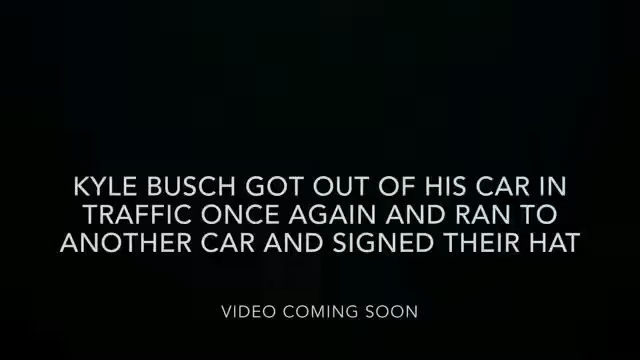 KYLE BUSCH GOT OUT OF HIS CAR IN
TRAFFIC ONCE AGAIN AND RAN TO
ANOTHER CAR AND SIGNED THEIR HAT
VIDEO COMING SOON